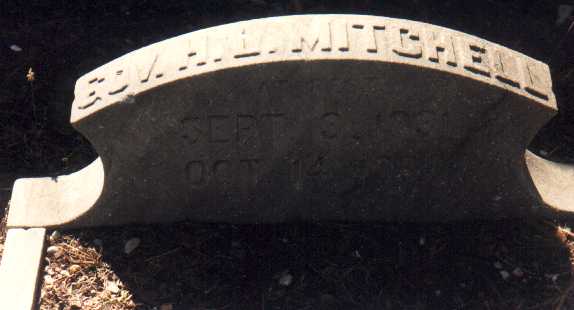 GOV. H. L. MITCHELL
SEPT. 3, 1831
OCT. 14,